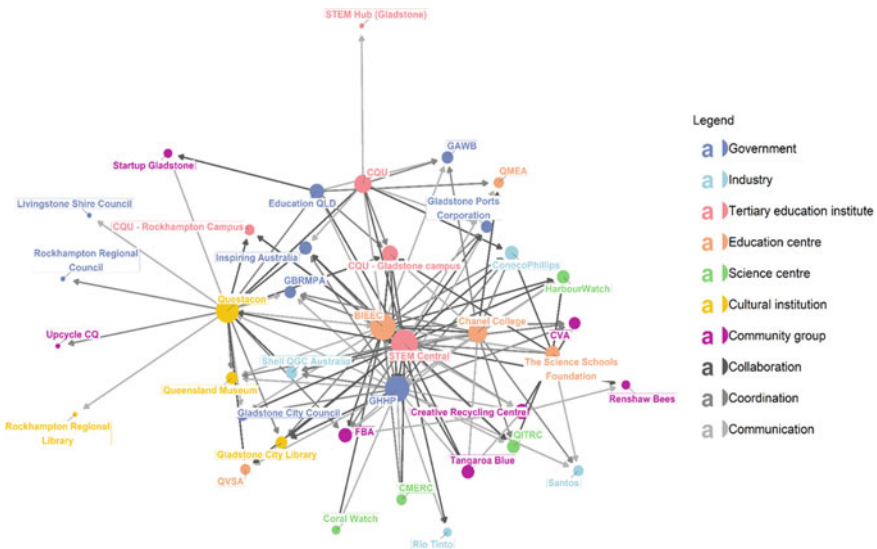 STEM Hub (Gladstone)
GAWB
Startup Gladstone
CQU
QMEA
Education QLD
Livingstone Shire Council
Gladstone Ports
Corporation
CQU - Rockhampton Campus
Rockhampton Regional
Council
Inspiring Australia
CQU - Gladstone campus
ConocoPhillips
GBRMPA
HarbourWatch
Questacon
BIEEC
Chanel College
Upcycle CQ
CVA
STEM Central
Shell QGC Australia
The Science Schools
Foundation
Queensland Museum
GHHP
Renshaw Bees
Rockhampton Regional
Library
Gladstone City Council
Creative Recycling Centre
FBA
QITRC
Gladstone City Library
Tangaroa Blue
QVSA
Santos
CMERC
Coral Watch
Rio Tinto
Legend
a Government
a Industry
a Tertiary education institute
a Education centre
a Science centre
a Cultural institution
a Community group
a Collaboration
a Coordination
a Communication